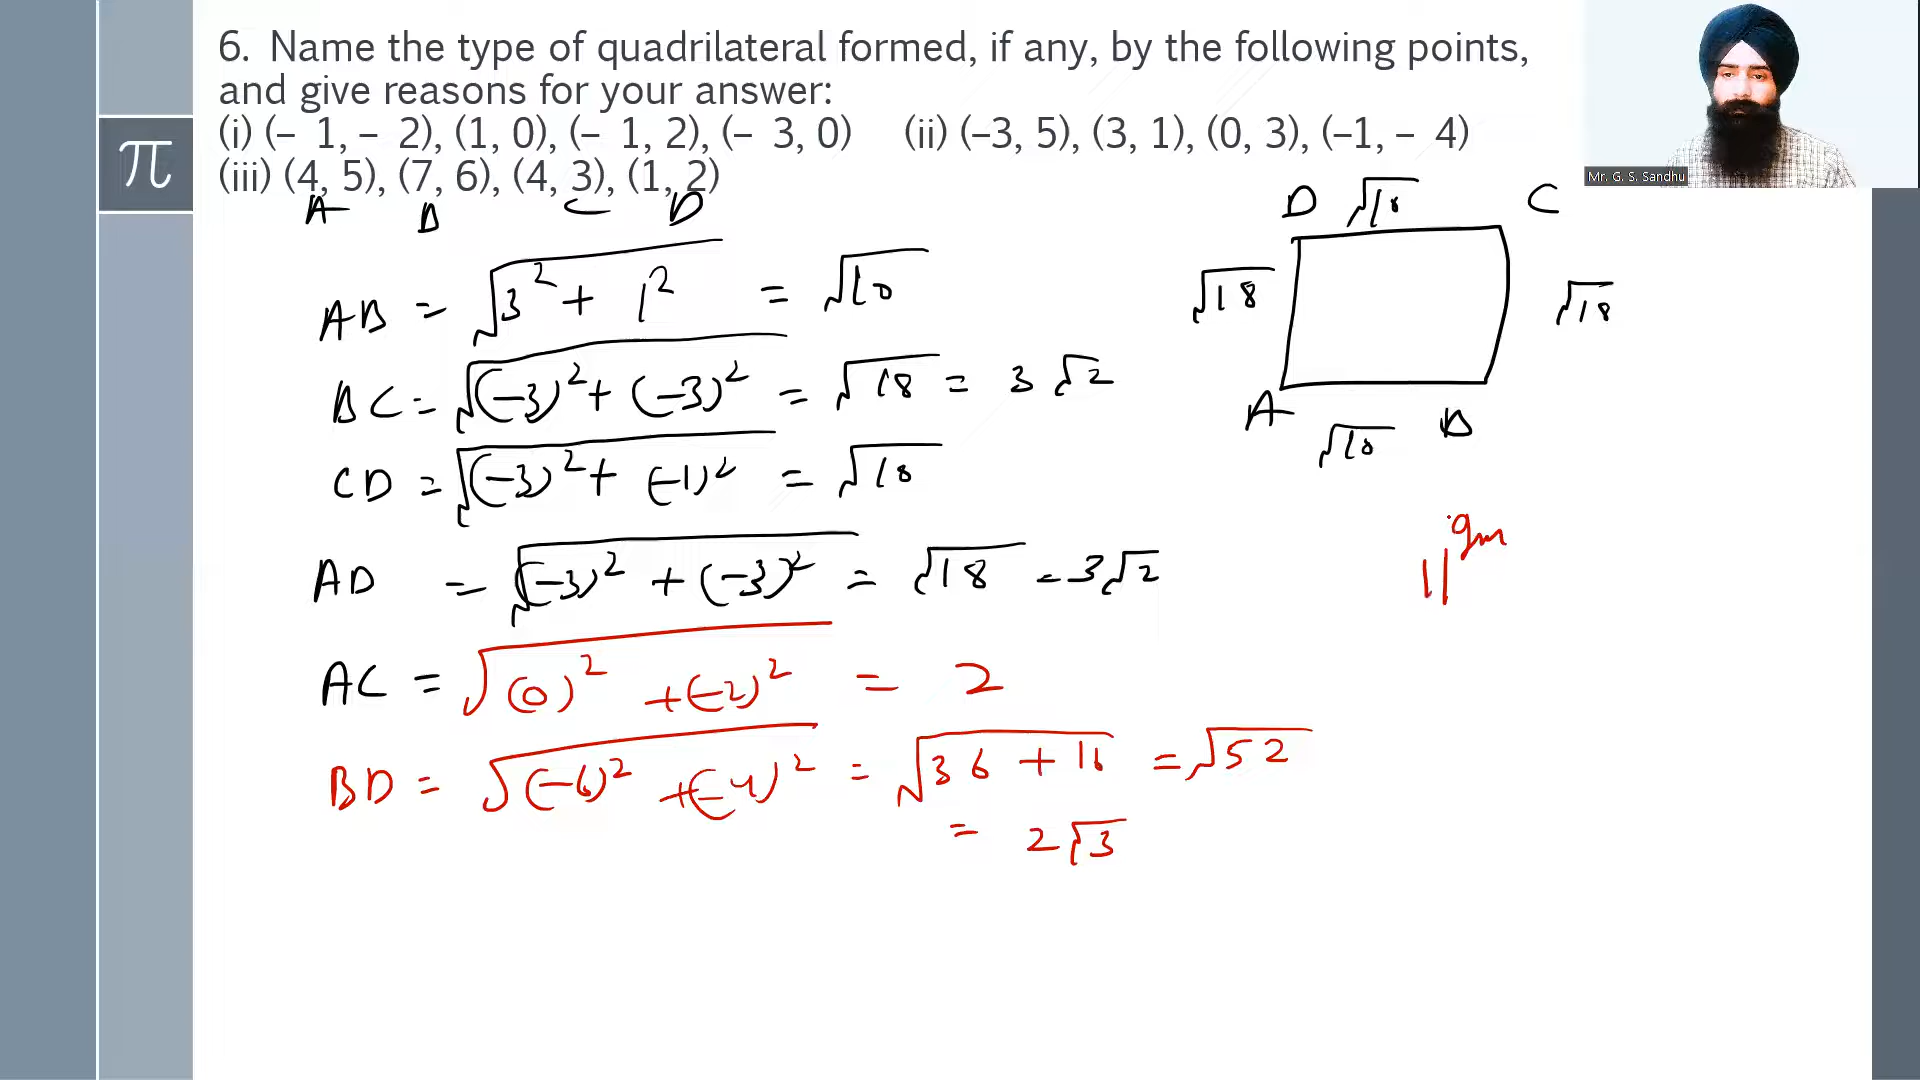 6. Name the type of quadrilateral formed, if any, by the following points,
and give reasons for your answer:
(i) (– 1, – 2), (1, 0), (– 1, 2), (– 3, 0) (ii) (–3, 5), (3, 1), (0, 3), (–1, – 4)
(iii) (4, 5), (7, 6), (4, 3), (1, 2)
π
Mr. G. S. Sandhu
A B C D
AB = √(3² + 1²) = √10
BC = √((-3)² + (-3)²) = √18 = 3√2
CD = √((-3)² + (-1)²) = √10
AD = √((-3)² + (-3)²) = √18 = 3√2
AC = √((0)² + (-2)²) = 2
BD = √((-6)² + (-4)²) = √(36 + 16) = √52
= 2√3
D √10 C
√18 √18
A √10 B
||gm